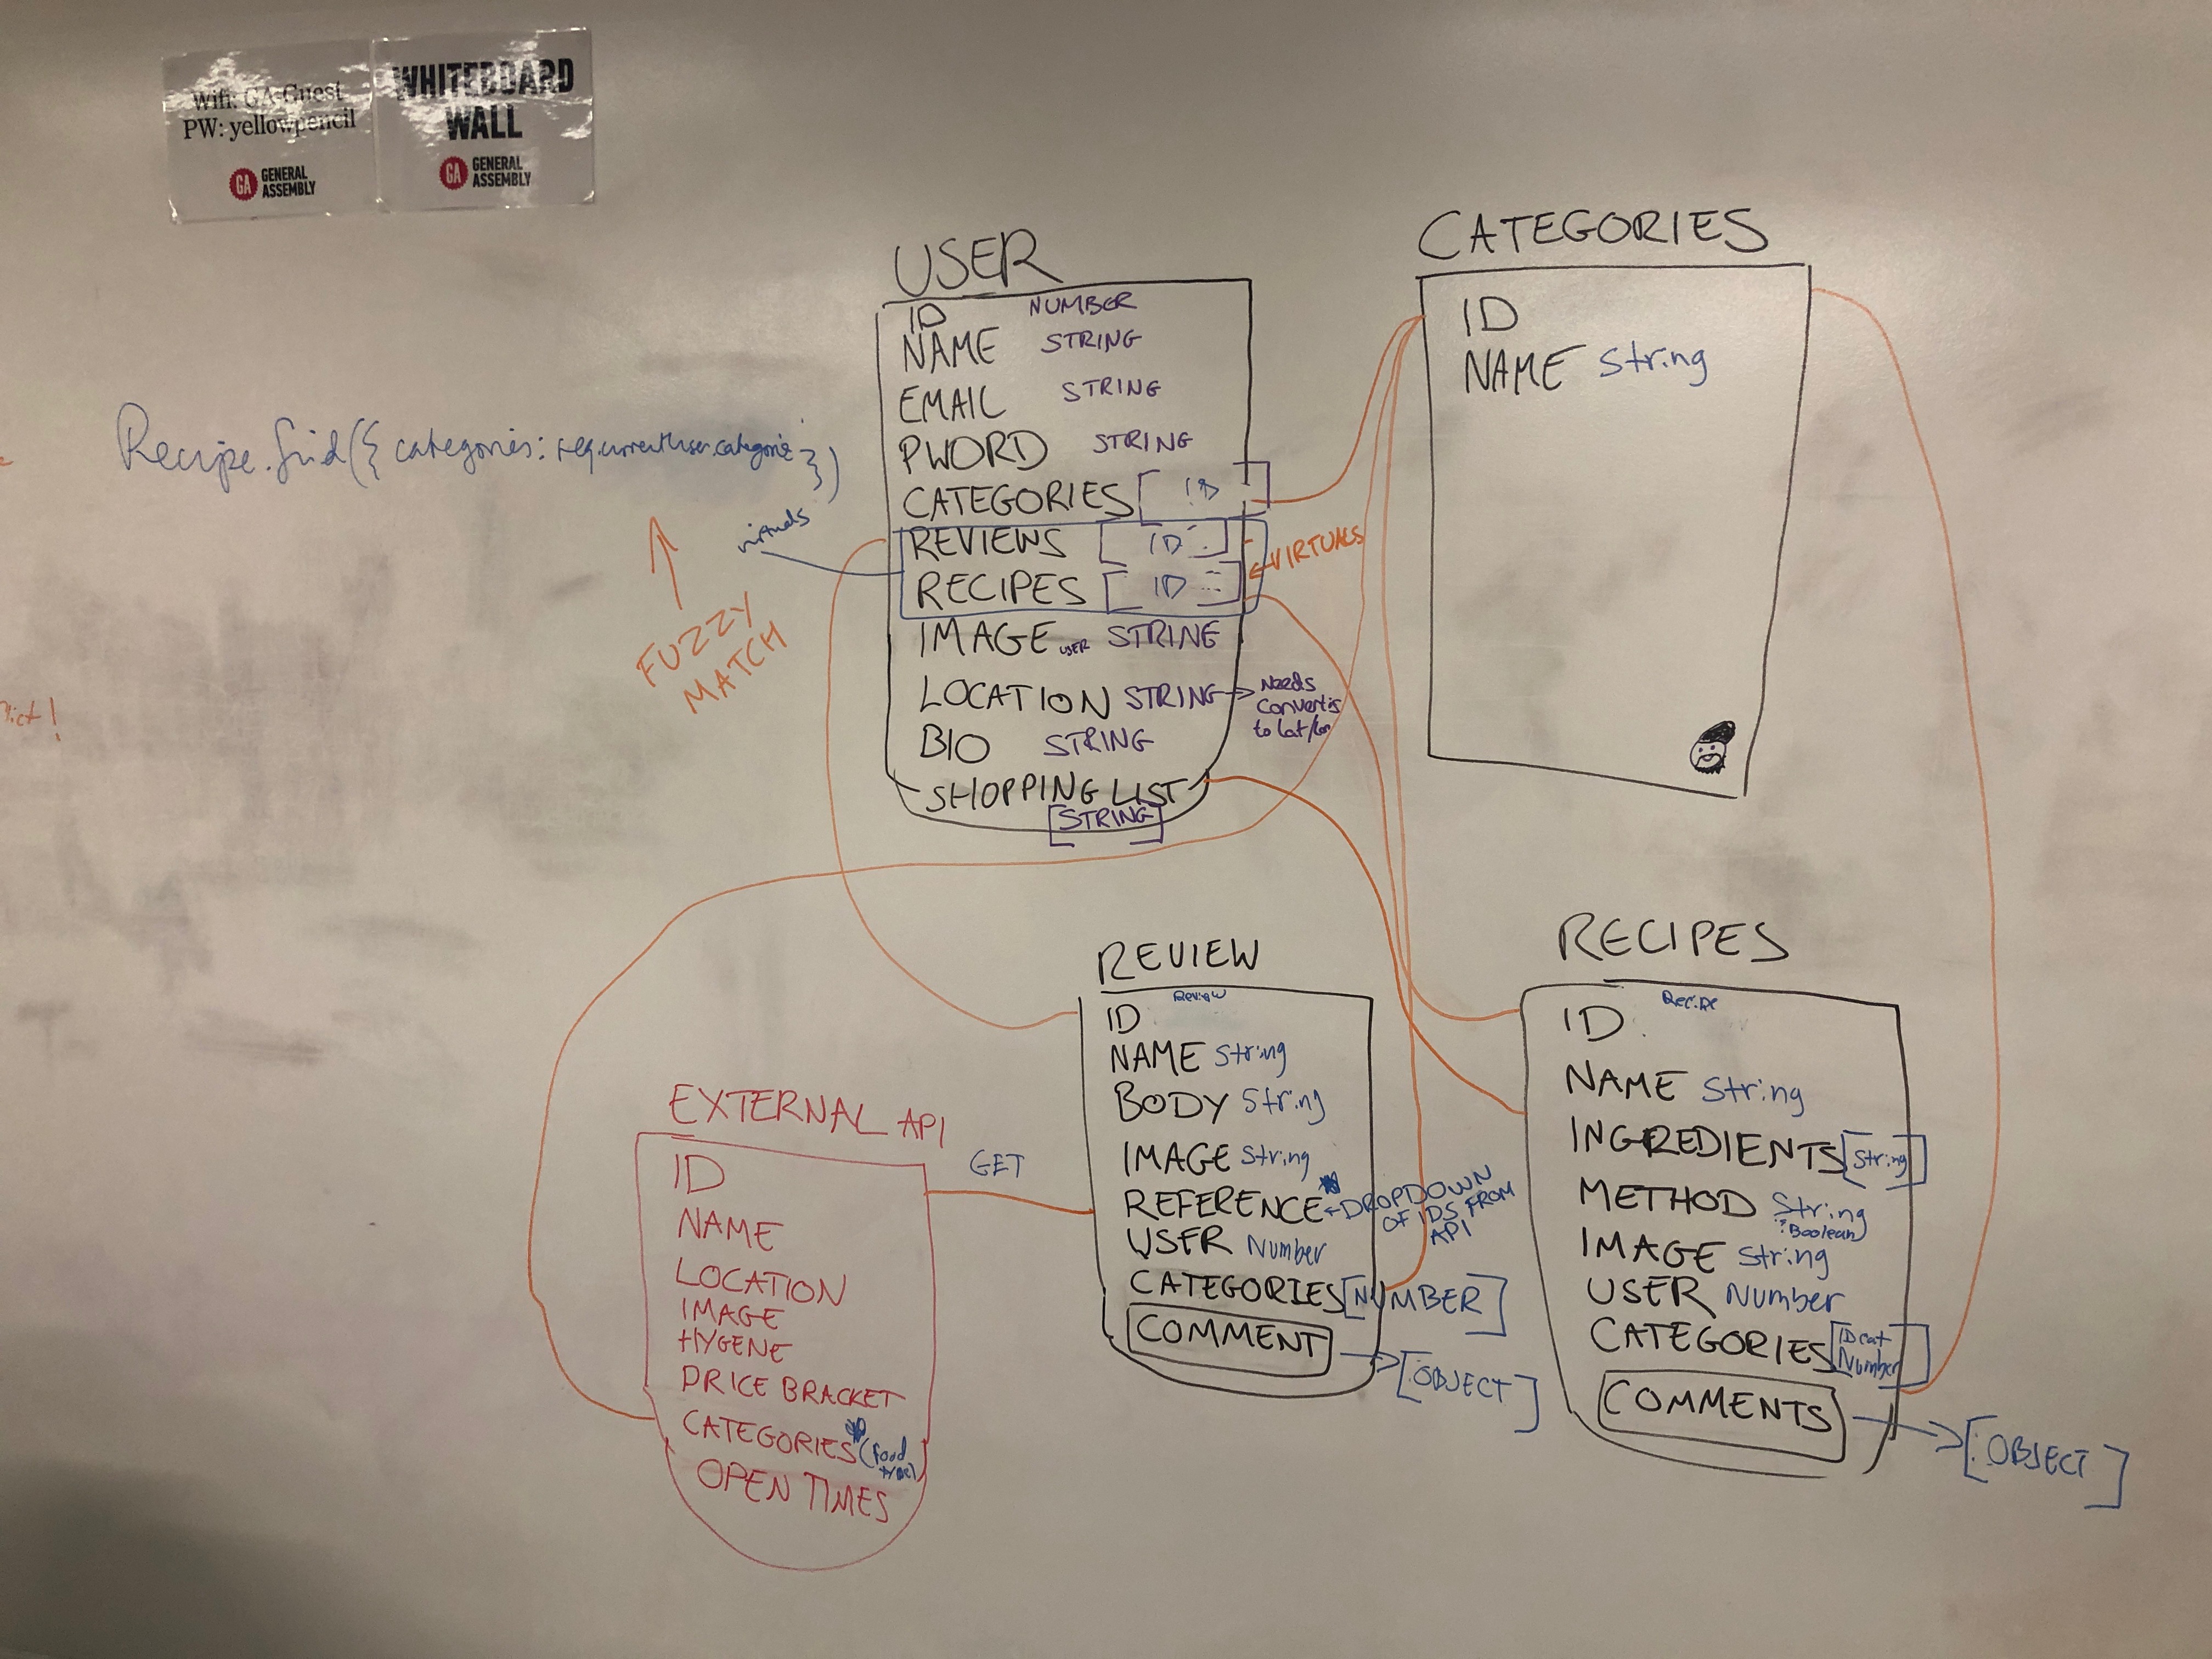 Wifi: GA-Guest
PW: yellowpencil
GA GENERAL
ASSEMBLY
WHITEBOARD
WALL
GA GENERAL
ASSEMBLY
Recipe.find({ categories: req.currentUser.categorie })
FUZZY
MATCH
virtuals
USER
ID NUMBER
NAME STRING
EMAIL STRING
PWORD STRING
CATEGORIES [ ID ]
REVIEWS [ ID ]
RECIPES [ ID ]
VIRTUALS
IMAGE USER STRING
LOCATION STRING
Needs
to lat/lon
BIO STRING
SHOPPING LIST
[STRING]
CATEGORIES
ID
NAME String
REVIEW
Review
ID
NAME String
BODY String
IMAGE String
REFERENCE
DROPDOWN
OF IDS FROM
API
USER Number
CATEGORIES [NUMBER]
COMMENT
[OBJECT]
RECIPES
Recipe
ID
NAME String
INGREDIENTS [String]
METHOD String
? Boolean
IMAGE String
USER Number
CATEGORIES [ID cat
Number]
COMMENTS
[OBJECT]
EXTERNAL API
ID
NAME
LOCATION
IMAGE
HYGENE
PRICE BRACKET
CATEGORIES (food
type)
OPEN TIMES
GET